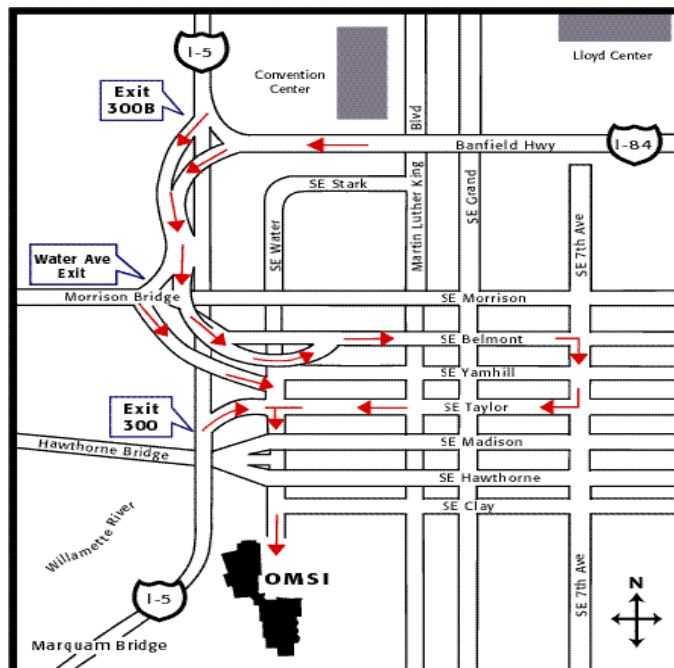 I-5
Convention
Center
Lloyd Center
Exit
300B
Blvd
Banfield Hwy
I-84
SE Stark
Martin Luther King
SE Grand
SE 7th Ave
SE Water
Water Ave
Exit
Morrison Bridge
SE Morrison
SE Belmont
SE Yamhill
Exit
300
SE Taylor
Hawthorne Bridge
SE Madison
SE Hawthorne
SE Clay
Willamette River
OMSI
I-5
SE 7th Ave
N
Marquam Bridge